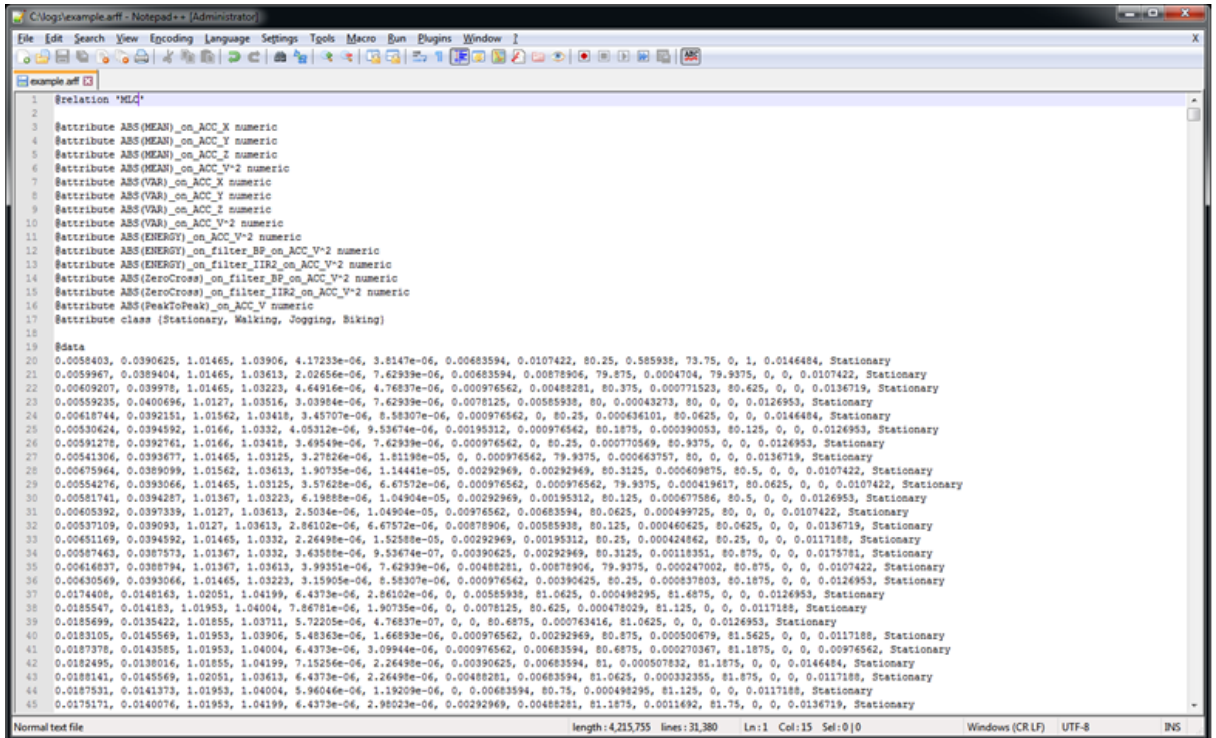 C:\logs\example.arff - Notepad++ [Administrator]
File Edit Search View Encoding Language Settings Tools Macro Run Plugins Window ? X
example.arff
1 @relation 'MLC'
2
3 @attribute ABS(MEAN)_on_ACC_X numeric
4 @attribute ABS(MEAN)_on_ACC_Y numeric
5 @attribute ABS(MEAN)_on_ACC_Z numeric
6 @attribute ABS(MEAN)_on_ACC_V^2 numeric
7 @attribute ABS(VAR)_on_ACC_X numeric
8 @attribute ABS(VAR)_on_ACC_Y numeric
9 @attribute ABS(VAR)_on_ACC_Z numeric
10 @attribute ABS(VAR)_on_ACC_V^2 numeric
11 @attribute ABS(ENERGY)_on_ACC_V^2 numeric
12 @attribute ABS(ENERGY)_on_filter_BP_on_ACC_V^2 numeric
13 @attribute ABS(ENERGY)_on_filter_IIR2_on_ACC_V^2 numeric
14 @attribute ABS(ZeroCross)_on_filter_BP_on_ACC_V^2 numeric
15 @attribute ABS(ZeroCross)_on_filter_IIR2_on_ACC_V^2 numeric
16 @attribute ABS(PeakToPeak)_on_ACC_V numeric
17 @attribute class {Stationary, Walking, Jogging, Biking}
18
19 @data
20 0.0058403, 0.0390625, 1.01465, 1.03906, 4.17233e-06, 3.8147e-06, 0.00683594, 0.0107422, 80.25, 0.585938, 73.75, 0, 1, 0.0146484, Stationary
21 0.0059967, 0.0389404, 1.01465, 1.03613, 2.02656e-06, 7.62939e-06, 0.00683594, 0.00878906, 79.875, 0.0004704, 79.9375, 0, 0, 0.0107422, Stationary
22 0.00609207, 0.039978, 1.01465, 1.03223, 4.64916e-06, 4.76837e-06, 0.000976562, 0.00488281, 80.375, 0.000771523, 80.625, 0, 0, 0.0136719, Stationary
23 0.00559235, 0.0400696, 1.0127, 1.03516, 3.03984e-06, 7.62939e-06, 0.0078125, 0.00585938, 80, 0.00043273, 80, 0, 0, 0.0126953, Stationary
24 0.00618744, 0.0392151, 1.01562, 1.03418, 3.45707e-06, 8.58307e-06, 0.000976562, 0, 80.25, 0.000636101, 80.0625, 0, 0, 0.0146484, Stationary
25 0.00530624, 0.0394592, 1.0166, 1.0332, 4.05312e-06, 9.53674e-06, 0.00195312, 0.000976562, 80.1875, 0.000390053, 80.125, 0, 0, 0.0126953, Stationary
26 0.00591278, 0.0392761, 1.01465, 1.03418, 3.69549e-06, 7.62939e-06, 0.000976562, 0, 80.25, 0.000770569, 80.9375, 0, 0, 0.0126953, Stationary
27 0.00541306, 0.0393677, 1.01465, 1.03125, 3.27826e-06, 1.81198e-05, 0, 0.000976562, 79.9375, 0.000663757, 80, 0, 0, 0.0136719, Stationary
28 0.00675964, 0.0389099, 1.01562, 1.03613, 1.90735e-06, 1.14441e-05, 0.00292969, 0.00292969, 80.3125, 0.000609875, 80.5, 0, 0, 0.0107422, Stationary
29 0.00554276, 0.0393066, 1.01465, 1.03125, 3.57628e-06, 6.67572e-06, 0.000976562, 0.000976562, 79.9375, 0.000419617, 80.0625, 0, 0, 0.0107422, Stationary
30 0.00581741, 0.0394287, 1.01367, 1.03223, 6.19888e-06, 1.04904e-05, 0.00292969, 0.00195312, 80.125, 0.000677586, 80.5, 0, 0, 0.0126953, Stationary
31 0.00605392, 0.0397339, 1.0127, 1.03613, 2.5034e-06, 1.04904e-05, 0.00976562, 0.00683594, 80.0625, 0.000499725, 80, 0, 0, 0.0107422, Stationary
32 0.00537109, 0.039093, 1.0127, 1.03613, 2.86102e-06, 6.67572e-06, 0.00878906, 0.00585938, 80.125, 0.000460625, 80.0625, 0, 0, 0.0136719, Stationary
33 0.00651169, 0.0394592, 1.01465, 1.0332, 2.26498e-06, 1.52588e-05, 0.00292969, 0.00195312, 80.25, 0.000424862, 80.25, 0, 0, 0.0117188, Stationary
34 0.00587463, 0.0387573, 1.01367, 1.0332, 3.63588e-06, 9.53674e-07, 0.00390625, 0.00292969, 80.3125, 0.00118351, 80.875, 0, 0, 0.0175781, Stationary
35 0.00616837, 0.0388794, 1.01367, 1.03613, 3.99351e-06, 7.62939e-06, 0.00488281, 0.00878906, 79.9375, 0.000247002, 80.875, 0, 0, 0.0107422, Stationary
36 0.00630569, 0.0393066, 1.01465, 1.03223, 3.15905e-06, 8.58307e-06, 0.000976562, 0.00390625, 80.25, 0.000837803, 80.1875, 0, 0, 0.0126953, Stationary
37 0.0174408, 0.0148163, 1.02051, 1.04199, 6.4373e-06, 2.86102e-06, 0, 0.00585938, 81.0625, 0.000498295, 81.6875, 0, 0, 0.0126953, Stationary
38 0.0185547, 0.014183, 1.01953, 1.04004, 7.86781e-06, 1.90735e-06, 0, 0.0078125, 80.625, 0.000478029, 81.125, 0, 0, 0.0117188, Stationary
39 0.0185699, 0.0135422, 1.01855, 1.03711, 5.72205e-06, 4.76837e-07, 0, 0, 80.6875, 0.000763416, 81.0625, 0, 0, 0.0126953, Stationary
40 0.0183105, 0.0145569, 1.01953, 1.03906, 5.48363e-06, 1.66893e-06, 0.000976562, 0.00292969, 80.875, 0.000500679, 81.5625, 0, 0, 0.0117188, Stationary
41 0.0187378, 0.0143585, 1.01953, 1.04004, 6.4373e-06, 3.09944e-06, 0.000976562, 0.00683594, 80.6875, 0.000270367, 81.1875, 0, 0, 0.00976562, Stationary
42 0.0182495, 0.0138016, 1.01855, 1.04199, 7.15256e-06, 2.26498e-06, 0.00390625, 0.00683594, 81, 0.000507832, 81.1875, 0, 0, 0.0146484, Stationary
43 0.0188141, 0.0145569, 1.02051, 1.03613, 6.4373e-06, 2.26498e-06, 0.00488281, 0.00683594, 81.0625, 0.000332355, 81.875, 0, 0, 0.0117188, Stationary
44 0.0187531, 0.0141373, 1.01953, 1.04004, 5.96046e-06, 1.19209e-06, 0, 0.00683594, 80.75, 0.000498295, 81.125, 0, 0, 0.0117188, Stationary
45 0.0175171, 0.0140076, 1.01953, 1.04199, 6.4373e-06, 2.98023e-06, 0.00292969, 0.00488281, 81.1875, 0.0011692, 81.75, 0, 0, 0.0136719, Stationary
Normal text file length : 4,215,755 lines : 31,380 Ln : 1 Col : 15 Sel : 0 | 0 Windows (CR LF) UTF-8 INS